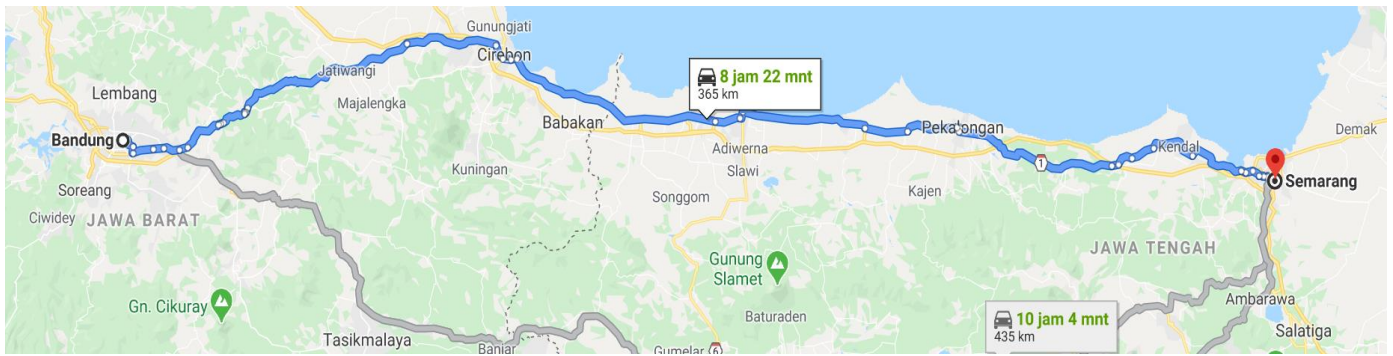 Gunungjati
Cirebon
Jatiwangi
Lembang
Majalengka
8 jam 22 mnt
365 km
Bandung
Babakan
Pekalongan
Demak
Adiwerna
Kendal
Kuningan
Slawi
1
Soreang
Songgom
Kajen
Semarang
Ciwidey
JAWA BARAT
JAWA TENGAH
Gunung
Slamet
Gn. Cikuray
Baturaden
10 jam 4 mnt
435 km
Ambarawa
Tasikmalaya
Salatiga
Banjar
Gumelar
6